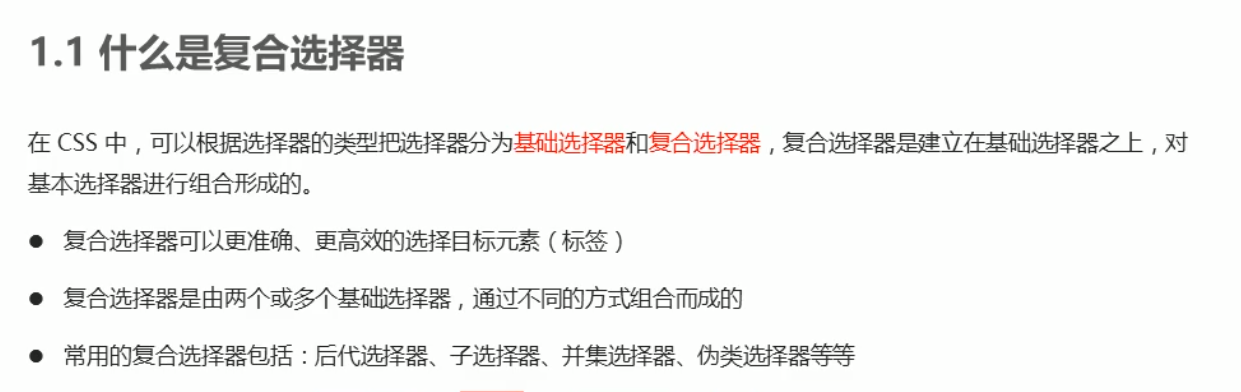 1.1 什么是复合选择器
在 CSS 中，可以根据选择器的类型把选择器分为基础选择器和复合选择器，复合选择器是建立在基础选择器之上，对
基本选择器进行组合形成的。
● 复合选择器可以更准确、更高效的选择目标元素（标签）
● 复合选择器是由两个或多个基础选择器，通过不同的方式组合而成的
● 常用的复合选择器包括：后代选择器、子选择器、并集选择器、伪类选择器等等